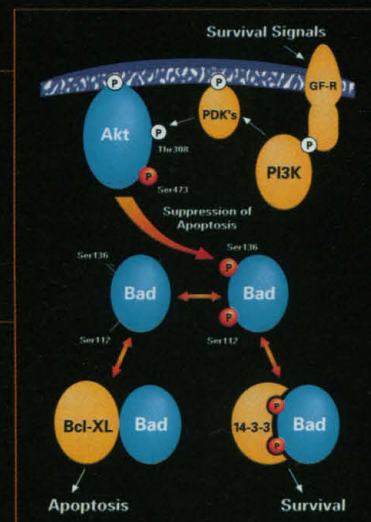 Survival Signals
P
P
GF-R
PDK's
Akt
P
Thr308
P
PI3K
P
Ser473
Suppression of
Apoptosis
Ser136
Ser136
P
Bad
Bad
P
Ser112
Ser112
Bcl-XL
Bad
14-3-3
P
Bad
P
Apoptosis
Survival